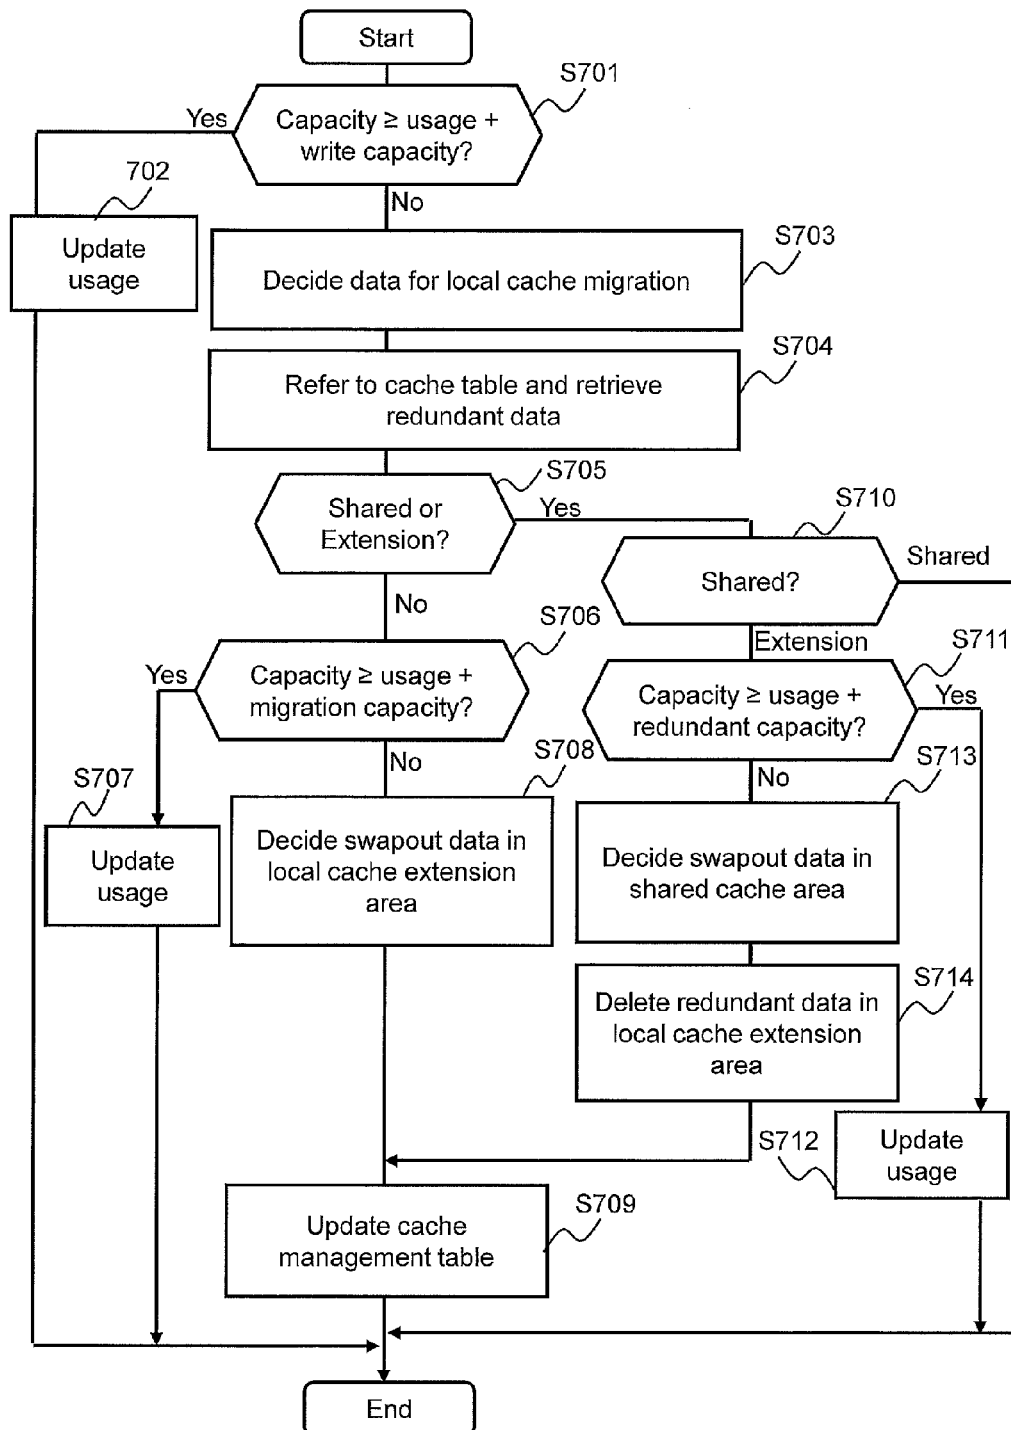 Start
S701
Capacity ≥ usage +
write capacity?
Yes
No
702
Update
usage
S703
Decide data for local cache migration
S704
Refer to cache table and retrieve
redundant data
S705
Shared or
Extension?
Yes
No
S710
Shared?
Shared
Extension
S706
Capacity ≥ usage +
migration capacity?
Yes
No
S711
Capacity ≥ usage +
redundant capacity?
Yes
No
S707
Update
usage
S708
Decide swapout data in
local cache extension
area
S713
Decide swapout data in
shared cache area
S714
Delete redundant data in
local cache extension
area
S712
Update
usage
S709
Update cache
management table
End